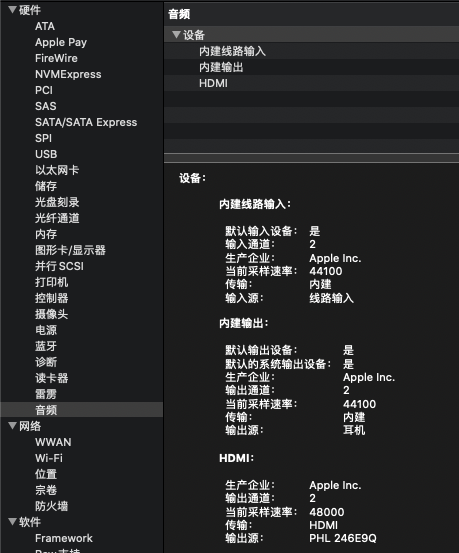 硬件
ATA
Apple Pay
FireWire
NVMExpress
PCI
SAS
SATA/SATA Express
SPI
USB
以太网卡
储存
光盘刻录
光纤通道
内存
图形卡/显示器
并行SCSI
打印机
控制器
摄像头
电源
蓝牙
诊断
读卡器
雷雳
音频
网络
WWAN
Wi-Fi
位置
宗卷
防火墙
软件
Framework
音频
设备
内建线路输入
内建输出
HDMI
设备：
内建线路输入：
默认输入设备： 是
输入通道： 2
生产企业： Apple Inc.
当前采样速率： 44100
传输： 内建
输入源： 线路输入
内建输出：
默认输出设备： 是
默认的系统输出设备： 是
生产企业： Apple Inc.
输出通道： 2
当前采样速率： 44100
传输： 内建
输出源： 耳机
HDMI：
生产企业： Apple Inc.
输出通道： 2
当前采样速率： 48000
传输： HDMI
输出源： PHL 246E9Q